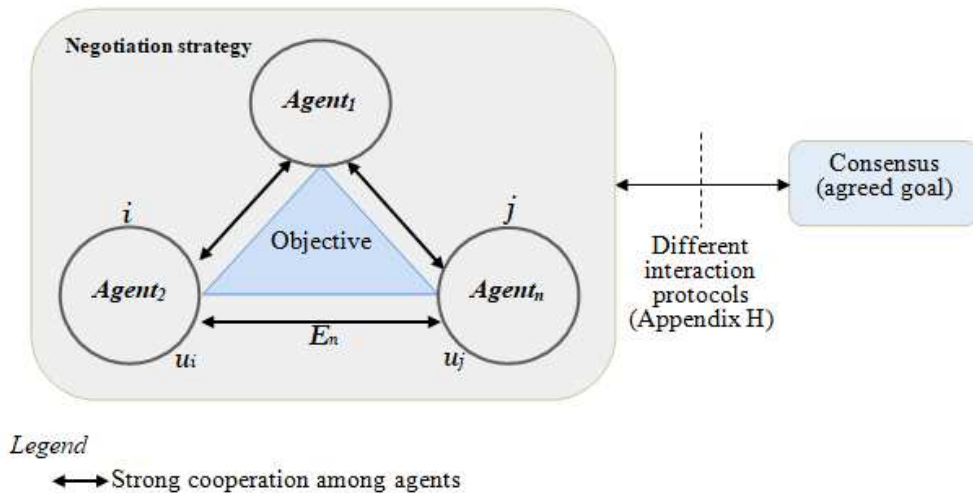 Negotiation strategy
Agent₁
i
j
Objective
Agent₂
Agentₙ
Eₙ
uᵢ
uⱼ
Consensus
(agreed goal)
Different
interaction
protocols
(Appendix H)
Legend
Strong cooperation among agents